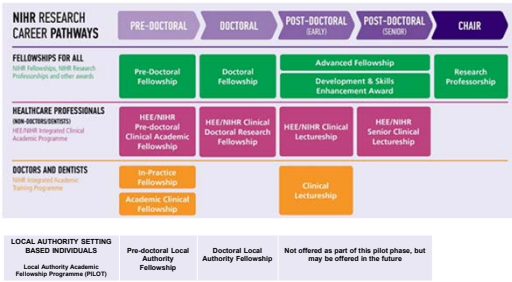 NIHR RESEARCH
CAREER PATHWAYS
PRE-DOCTORAL
DOCTORAL
POST-DOCTORAL
(EARLY)
POST-DOCTORAL
(SENIOR)
CHAIR
FELLOWSHIPS FOR ALL
NIHR Fellowships, NIHR Research
Professorships and other awards
Pre-Doctoral
Fellowship
Doctoral
Fellowship
Advanced Fellowship
Development & Skills
Enhancement Award
Research
Professorship
HEALTHCARE PROFESSIONALS
(NON-DOCTORS/DENTISTS)
HEE/NIHR Integrated Clinical
Academic Programme
HEE/NIHR
Pre-doctoral
Clinical Academic
Fellowship
HEE/NIHR Clinical
Doctoral Research
Fellowship
HEE/NIHR Clinical
Lectureship
HEE/NIHR
Senior Clinical
Lectureship
DOCTORS AND DENTISTS
NIHR Integrated Academic
Training Programme
In-Practice
Fellowship
Academic Clinical
Fellowship
Clinical
Lectureship
LOCAL AUTHORITY SETTING
BASED INDIVIDUALS
Local Authority Academic
Fellowship Programme (PILOT)
Pre-doctoral Local
Authority
Fellowship
Doctoral Local
Authority Fellowship
Not offered as part of this pilot phase, but
may be offered in the future